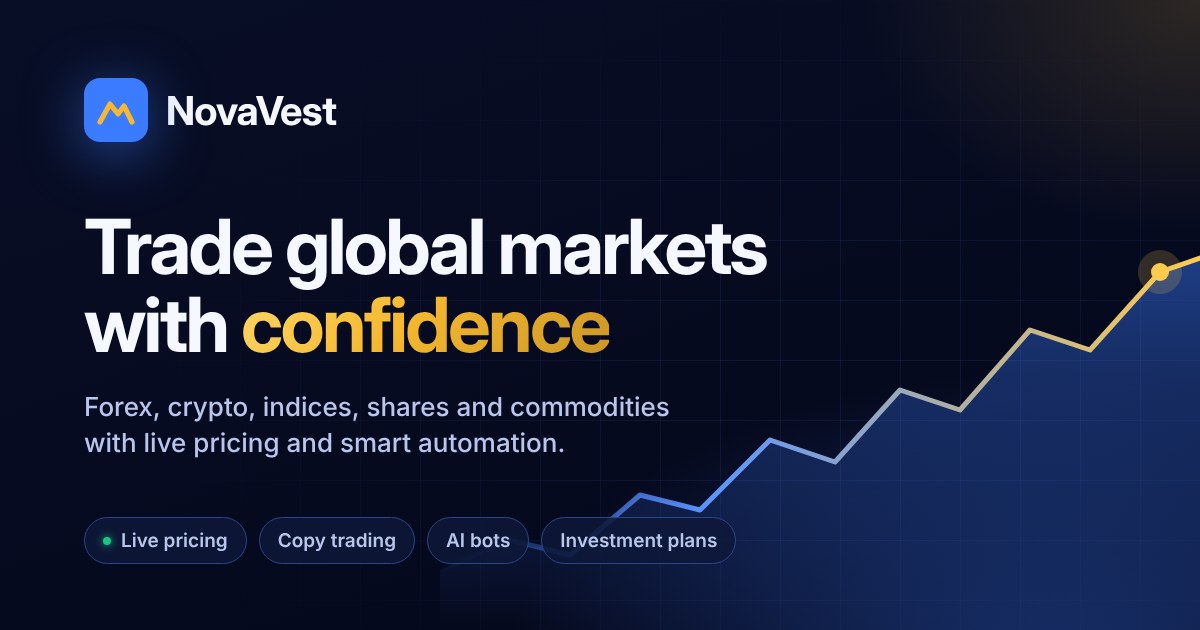 NovaVest
Trade global markets
with confidence
Forex, crypto, indices, shares and commodities
with live pricing and smart automation.
Live pricing
Copy trading
AI bots
Investment plans